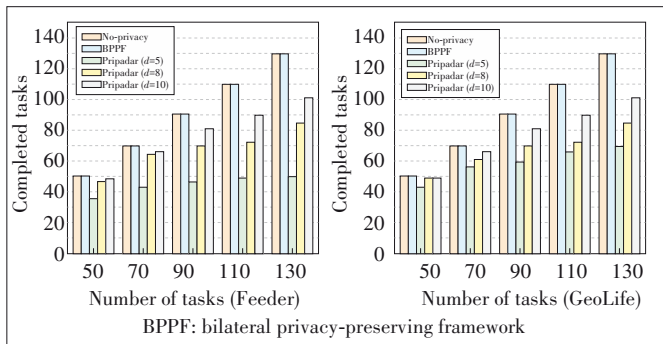 140
120
100
80
60
40
20
0
Completed tasks
No-privacy
BPPF
Pripadar (d=5)
Pripadar (d=8)
Pripadar (d=10)
50 70 90 110 130
Number of tasks (Feeder)
140
120
100
80
60
40
20
0
Completed tasks
No-privacy
BPPF
Pripadar (d=5)
Pripadar (d=8)
Pripadar (d=10)
50 70 90 110 130
Number of tasks (GeoLife)
BPPF: bilateral privacy-preserving framework